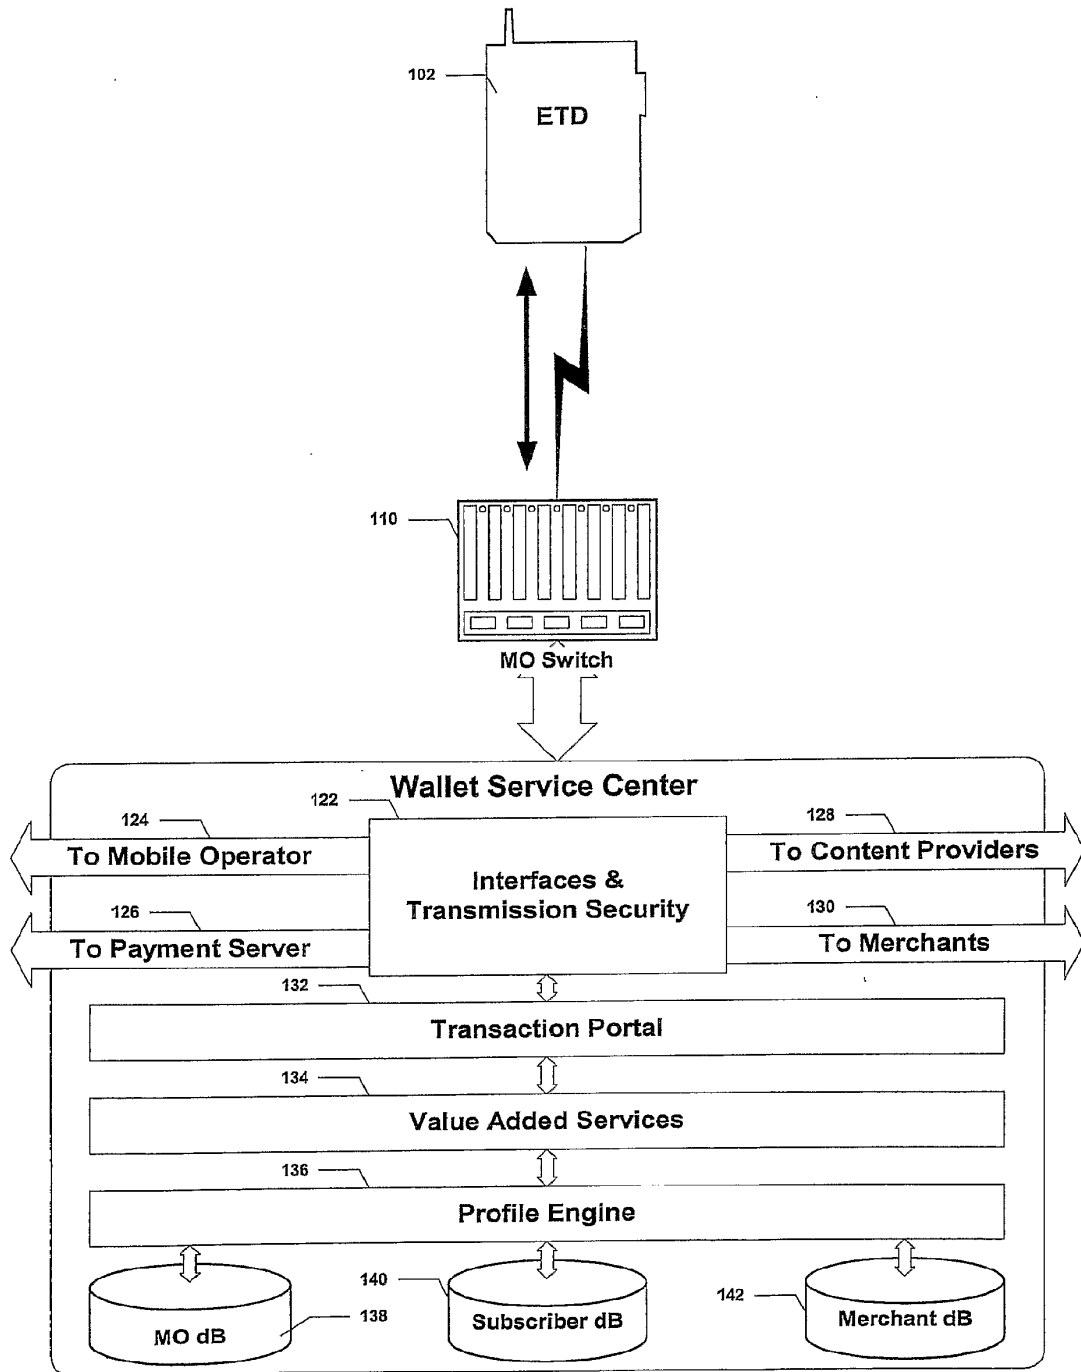 102
ETD
110
MO Switch
Wallet Service Center
122
124
128
To Mobile Operator
To Content Providers
Interfaces &
Transmission Security
126
130
To Payment Server
To Merchants
132
Transaction Portal
134
Value Added Services
136
Profile Engine
140
142
MO dB
138
Subscriber dB
Merchant dB